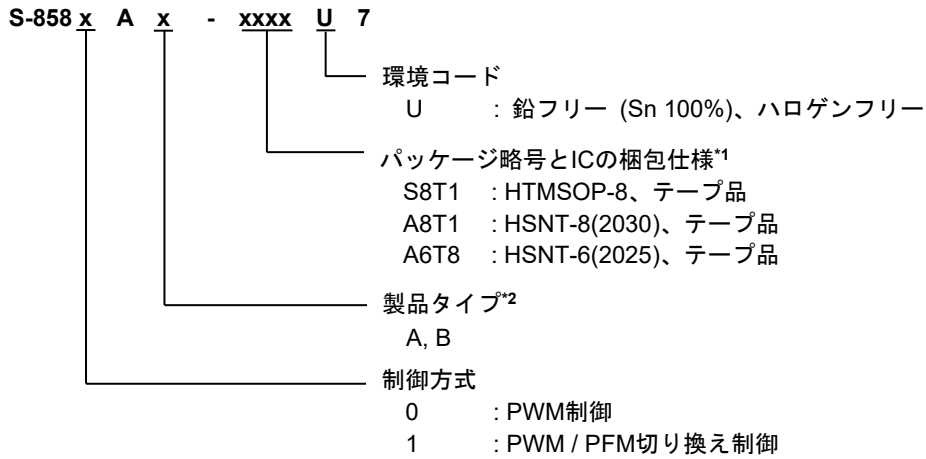 S-858 x A x - xxxx U 7
環境コード
U : 鉛フリー (Sn 100%)、ハロゲンフリー
パッケージ略号とICの梱包仕様*1
S8T1 : HTMSOP-8、テープ品
A8T1 : HSNT-8(2030)、テープ品
A6T8 : HSNT-6(2025)、テープ品
製品タイプ*2
A, B
制御方式
0 : PWM制御
1 : PWM / PFM切り換え制御